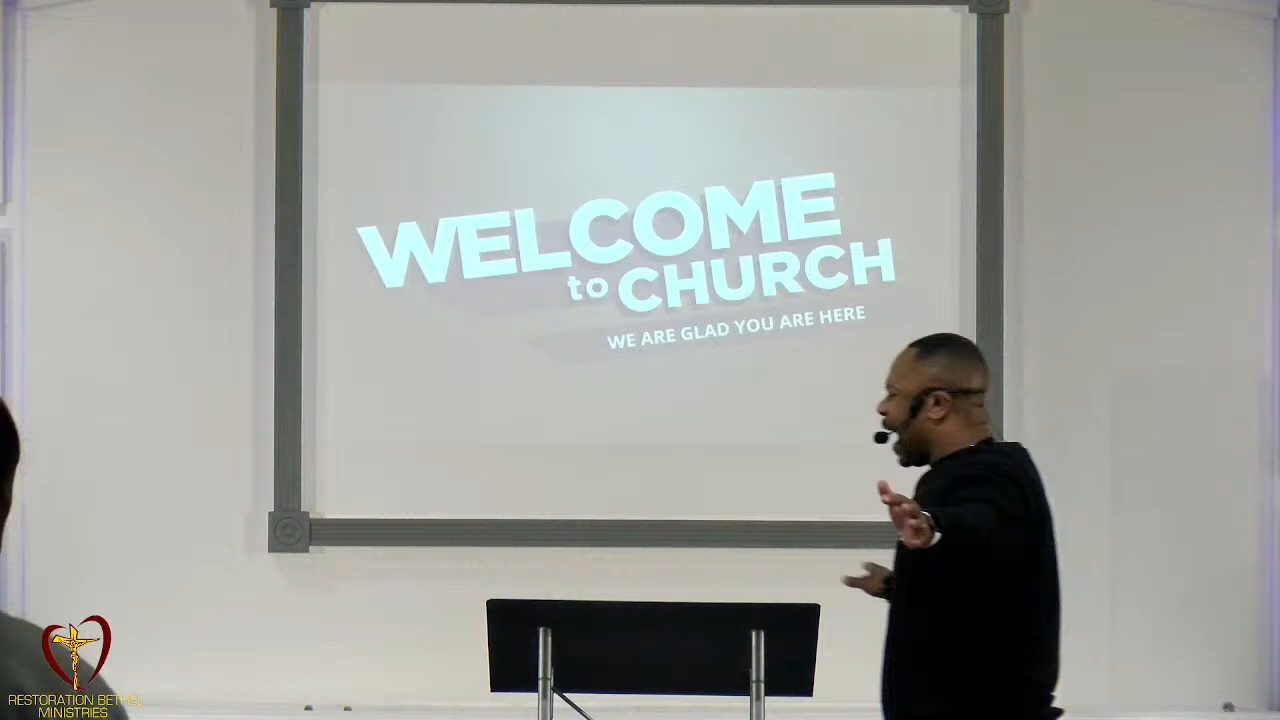 WELCOME
to CHURCH
WE ARE GLAD YOU ARE HERE
RESTORATION BETHEL
MINISTRIES